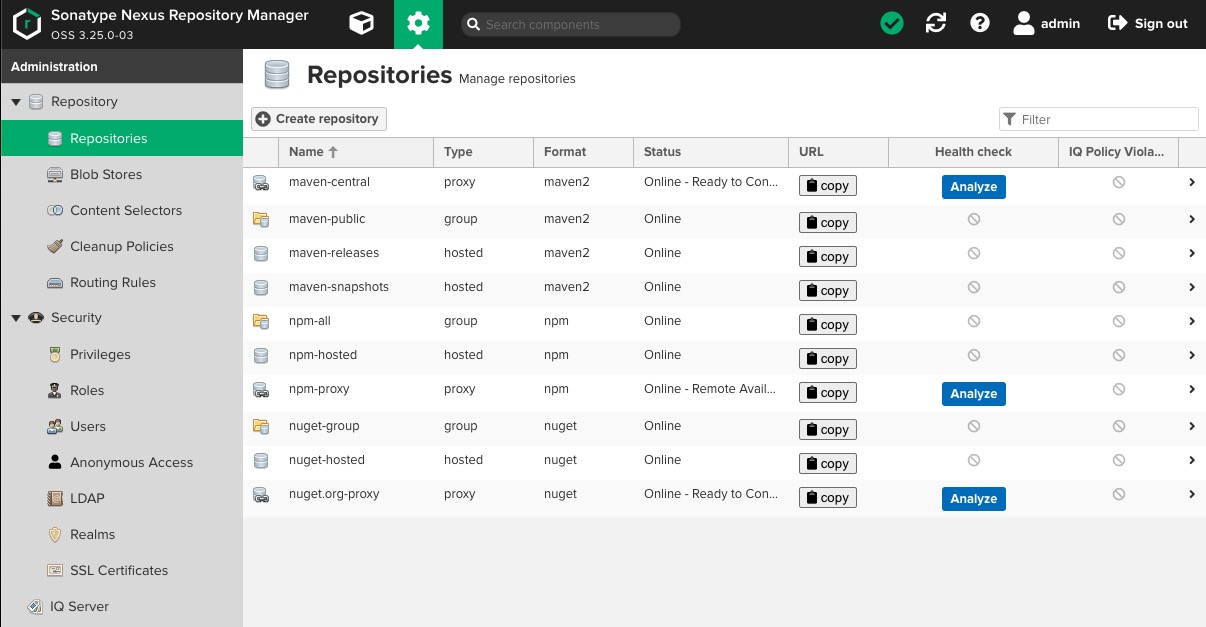 Sonatype Nexus Repository Manager
OSS 3.25.0-03
Search components
admin
Sign out
Administration
Repository
Repositories
Blob Stores
Content Selectors
Cleanup Policies
Routing Rules
Security
Privileges
Roles
Users
Anonymous Access
LDAP
Realms
SSL Certificates
IQ Server
Repositories Manage repositories
Create repository
Filter
Name Type Format Status URL Health check IQ Policy Viola...
maven-central proxy maven2 Online - Ready to Con... copy Analyze
maven-public group maven2 Online copy
maven-releases hosted maven2 Online copy
maven-snapshots hosted maven2 Online copy
npm-all group npm Online copy
npm-hosted hosted npm Online copy
npm-proxy proxy npm Online - Remote Avail... copy Analyze
nuget-group group nuget Online copy
nuget-hosted hosted nuget Online copy
nuget.org-proxy proxy nuget Online - Ready to Con... copy Analyze